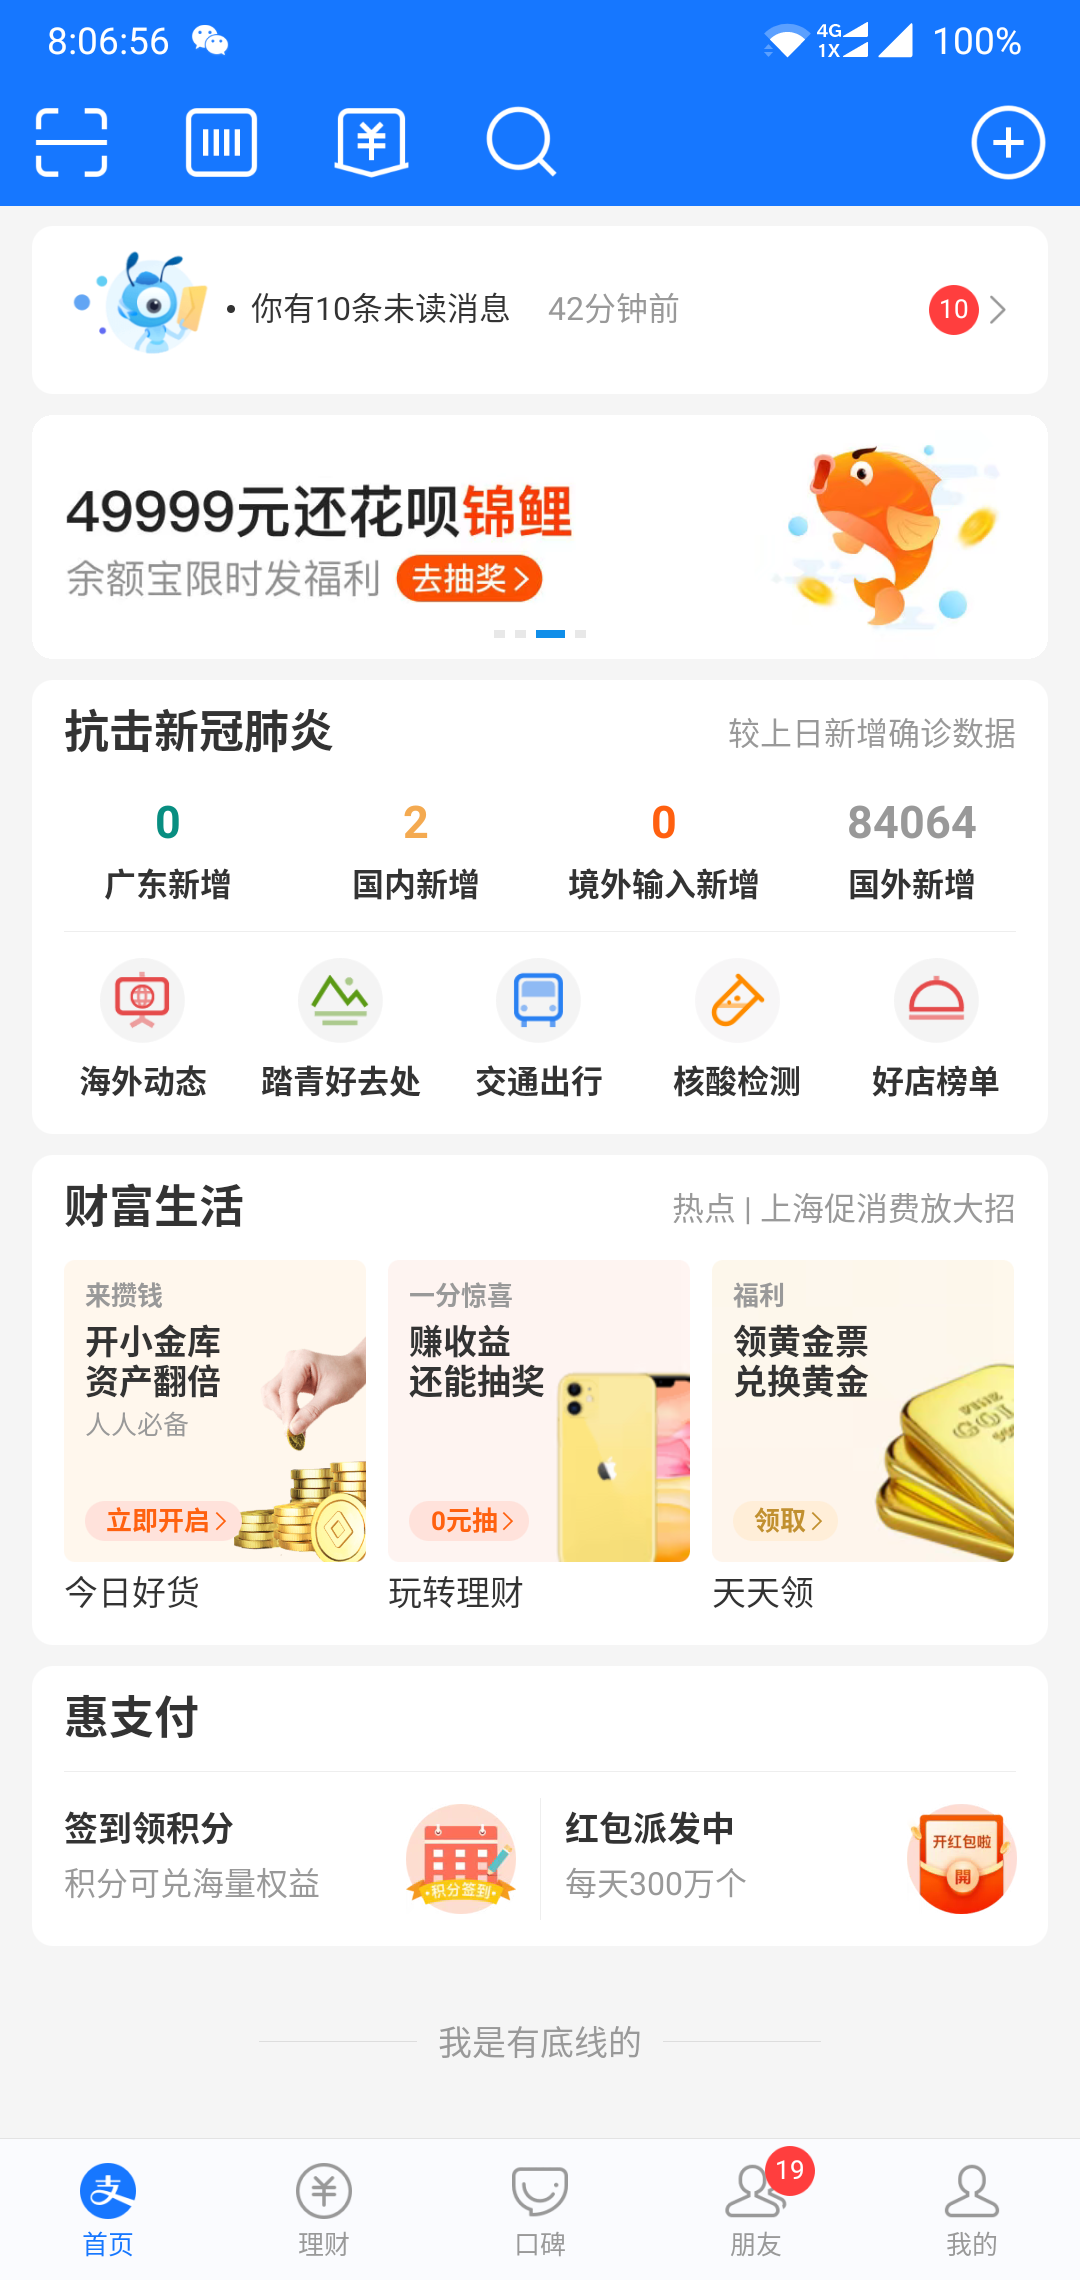 8:06:56
4G
1X
100%
你有10条未读消息 42分钟前
10
49999元还花呗锦鲤
余额宝限时发福利 去抽奖
抗击新冠肺炎
较上日新增确诊数据
0 2 0 84064
广东新增 国内新增 境外输入新增 国外新增
海外动态 踏青好去处 交通出行 核酸检测 好店榜单
财富生活
热点 | 上海促消费放大招
来攒钱
开小金库
资产翻倍
人人必备
立即开启
今日好货
一分惊喜
赚收益
还能抽奖
0元抽
玩转理财
福利
领黄金票
兑换黄金
领取
天天领
惠支付
签到领积分
积分可兑海量权益
积分签到
红包派发中
每天300万个
开红包啦
開
我是有底线的
19
首页 理财 口碑 朋友 我的